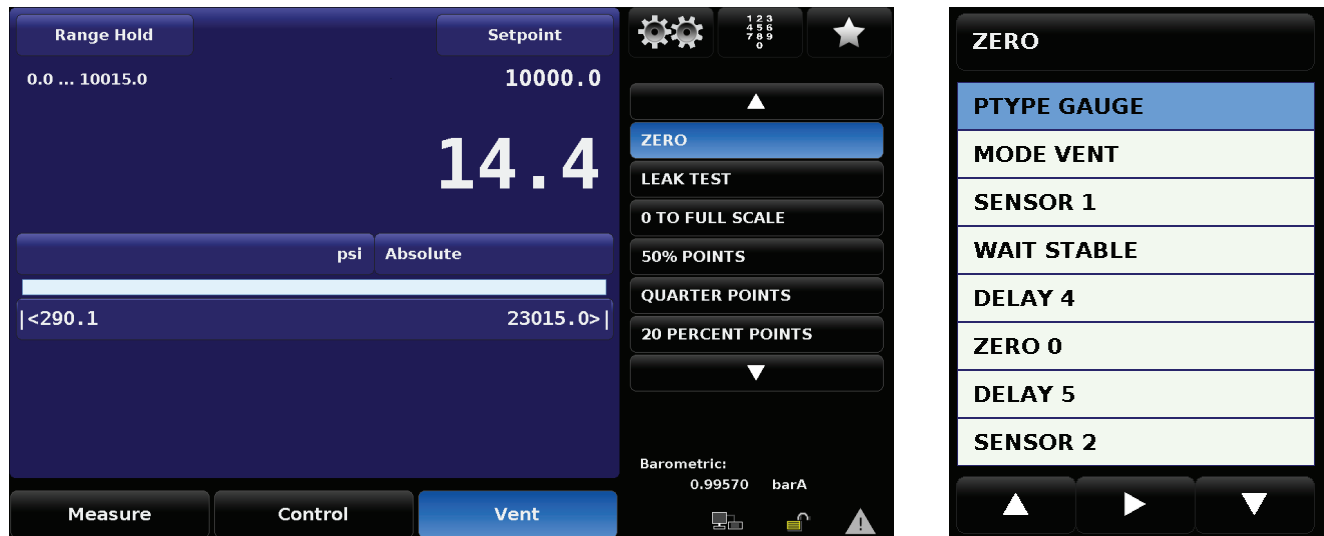 Range Hold
Setpoint
0.0 ... 10015.0
10000.0
14.4
psi
Absolute
|<290.1
23015.0>|
Measure
Control
Vent
1 2 3
4 5 6
7 8 9
0
ZERO
LEAK TEST
0 TO FULL SCALE
50% POINTS
QUARTER POINTS
20 PERCENT POINTS
Barometric:
0.99570 barA
ZERO
PTYPE GAUGE
MODE VENT
SENSOR 1
WAIT STABLE
DELAY 4
ZERO 0
DELAY 5
SENSOR 2